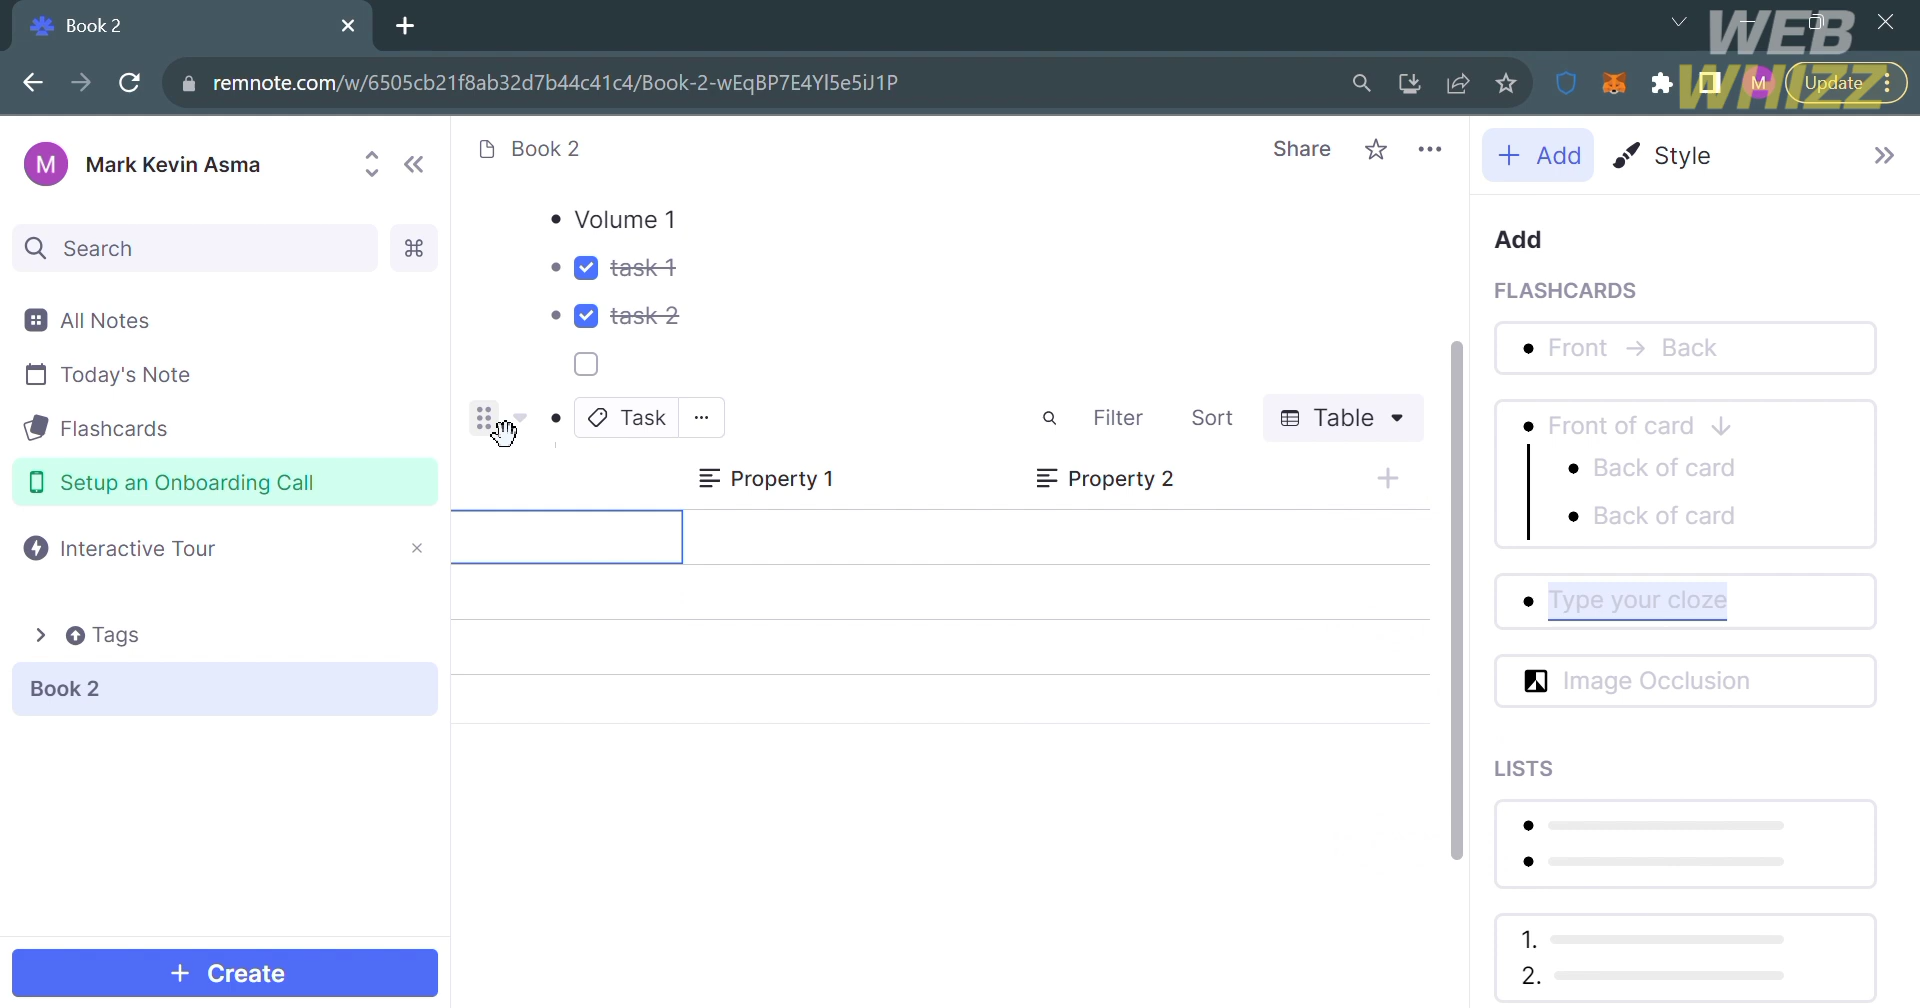 Book 2
WEB
WHIZZ
remnote.com/w/6505cb21f8ab32d7b44c41c4/Book-2-wEqBP7E4Yl5e5iJ1P
M
Update
M
Mark Kevin Asma
Search
All Notes
Today's Note
Flashcards
Setup an Onboarding Call
Interactive Tour
Tags
Book 2
+ Create
Book 2
Share
• Volume 1
• task 1
• task 2
• Task
Filter
Sort
Table
Property 1
Property 2
+ Add
Style
Add
FLASHCARDS
• Front → Back
• Front of card ↓
• Back of card
• Back of card
• Type your cloze
Image Occlusion
LISTS
1.
2.